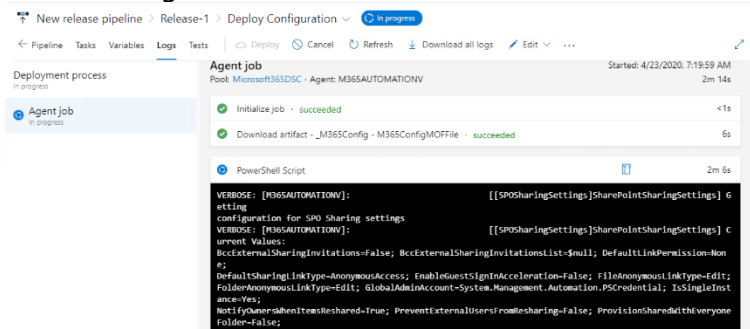 New release pipeline > Release-1 > Deploy Configuration In progress
Pipeline Tasks Variables Logs Tests Deploy Cancel Refresh Download all logs Edit ...
Deployment process
In progress
Agent job
In progress
Agent job
Started: 4/23/2020, 7:19:59 AM
Pool: Microsoft365DSC · Agent: M365AUTOMATIONV
2m 14s
Initialize job · succeeded
<1s
Download artifact - _M365Config - M365ConfigMOFFile · succeeded
6s
PowerShell Script
2m 6s
VERBOSE: [M365AUTOMATIONV]: [[SPOSharingSettings]SharePointSharingSettings] G
etting
configuration for SPO Sharing settings
VERBOSE: [M365AUTOMATIONV]: [[SPOSharingSettings]SharePointSharingSettings] C
urrent Values:
BccExternalSharingInvitations=False; BccExternalSharingInvitationsList=$null; DefaultLinkPermission=Non
e;
DefaultSharingLinkType=AnonymousAccess; EnableGuestSignInAcceleration=False; FileAnonymousLinkType=Edit;
FolderAnonymousLinkType=Edit; GlobalAdminAccount=System.Management.Automation.PSCredential; IsSingleInst
ance=Yes;
NotifyOwnersWhenItemsReshared=True; PreventExternalUsersFromResharing=False; ProvisionSharedWithEveryone
Folder=False;